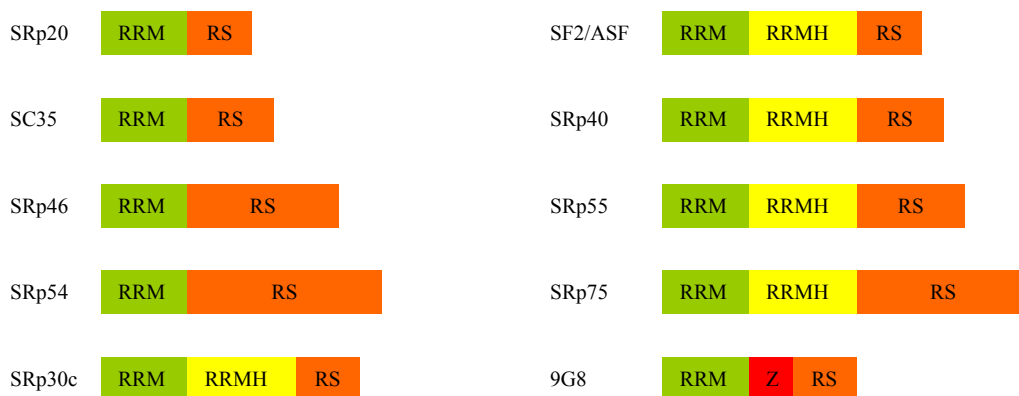 SRp20 RRM RS
SC35 RRM RS
SRp46 RRM RS
SRp54 RRM RS
SRp30c RRM RRMH RS
SF2/ASF RRM RRMH RS
SRp40 RRM RRMH RS
SRp55 RRM RRMH RS
SRp75 RRM RRMH RS
9G8 RRM Z RS